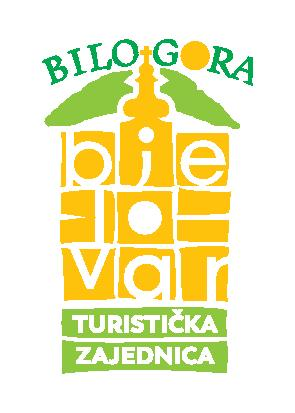 BILOGORA
bje
lo
var
TURISTIČKA
ZAJEDNICA